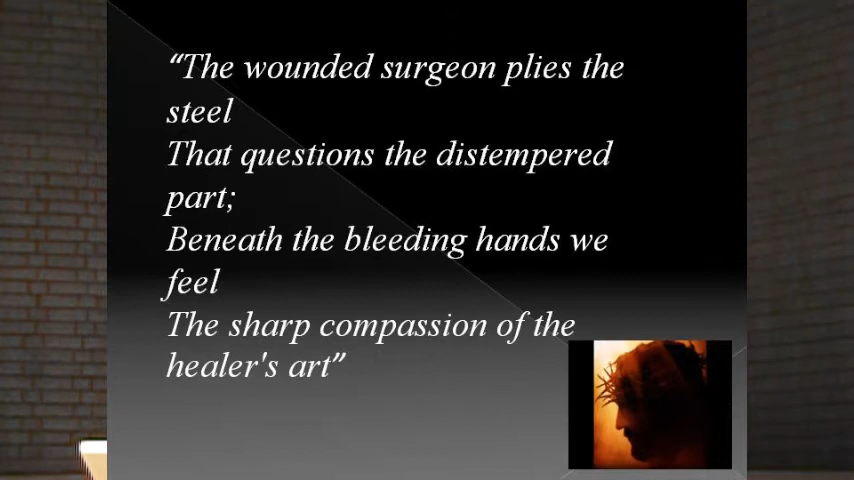 “The wounded surgeon plies the
steel
That questions the distempered
part;
Beneath the bleeding hands we
feel
The sharp compassion of the
healer's art”